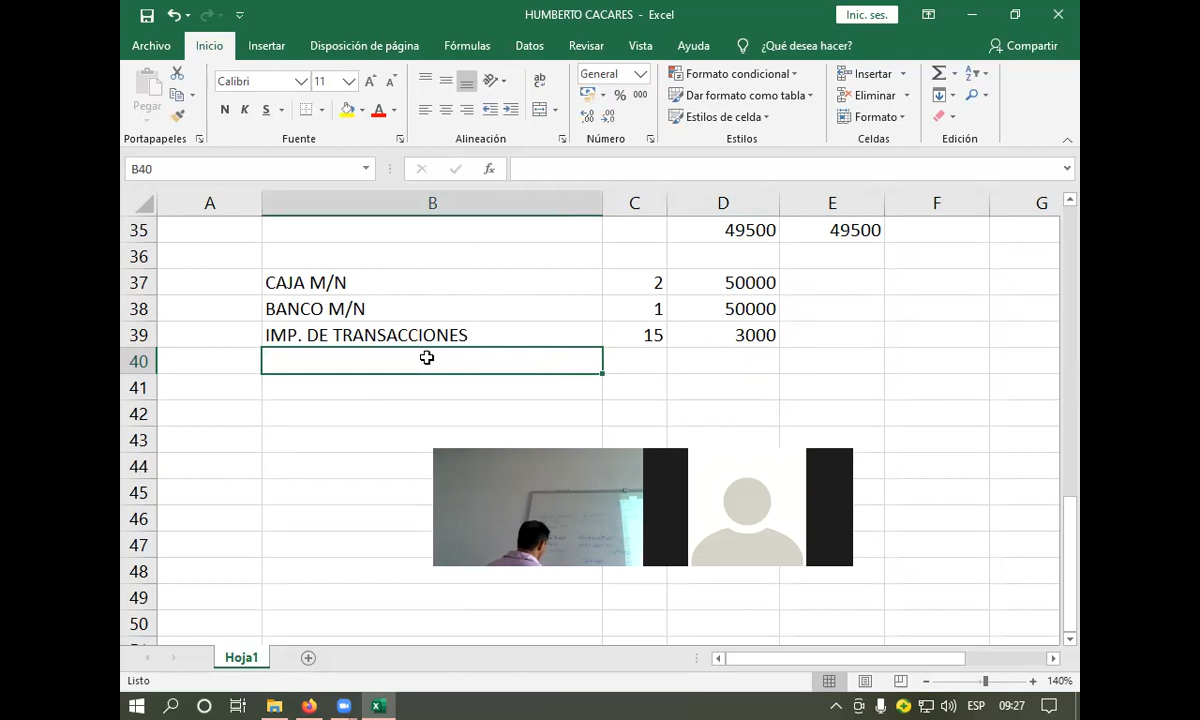 HUMBERTO CACARES - Excel
Inic. ses.
Archivo Inicio Insertar Disposición de página Fórmulas Datos Revisar Vista Ayuda ¿Qué desea hacer? Compartir
Pegar
Calibri 11
N K S
General
% 000
Formato condicional
Dar formato como tabla
Estilos de celda
Insertar
Eliminar
Formato
Portapapeles Fuente Alineación Número Estilos Celdas Edición
B40 fx
A B C D E F G
35 49500 49500
36
37 CAJA M/N 2 50000
38 BANCO M/N 1 50000
39 IMP. DE TRANSACCIONES 15 3000
40
41
42
43
44
45
46
47
48
49
50
Hoja1
Listo 140%
ESP 09:27